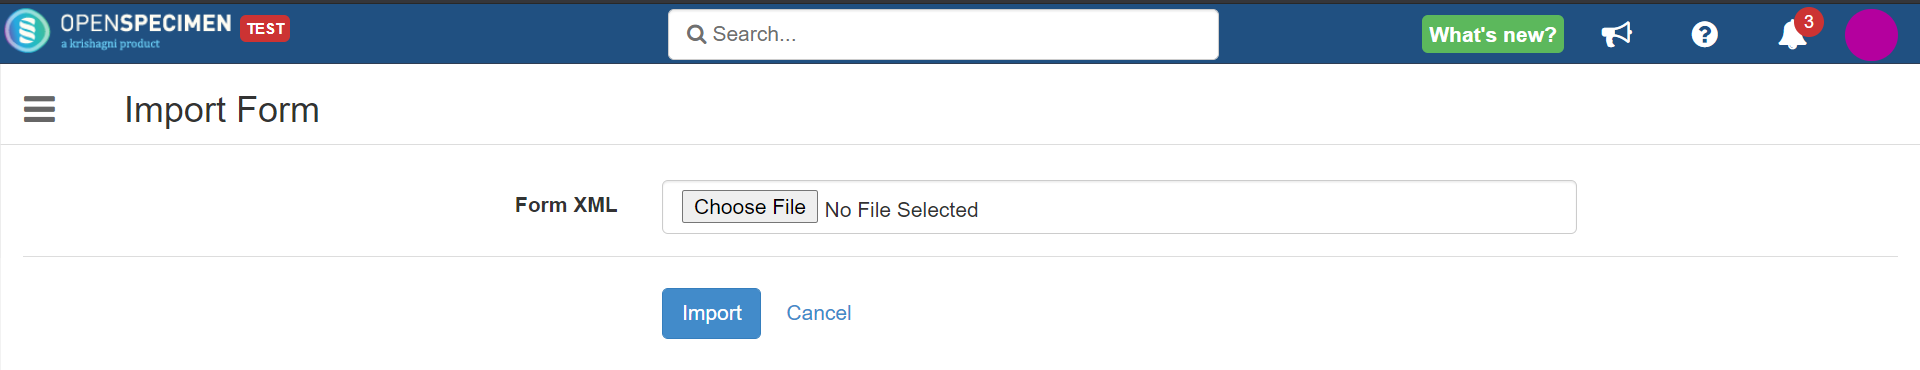 OPENSPECIMEN
a krishagni product
TEST
Search...
What's new?
3
Import Form
Form XML
Choose File No File Selected
Import Cancel